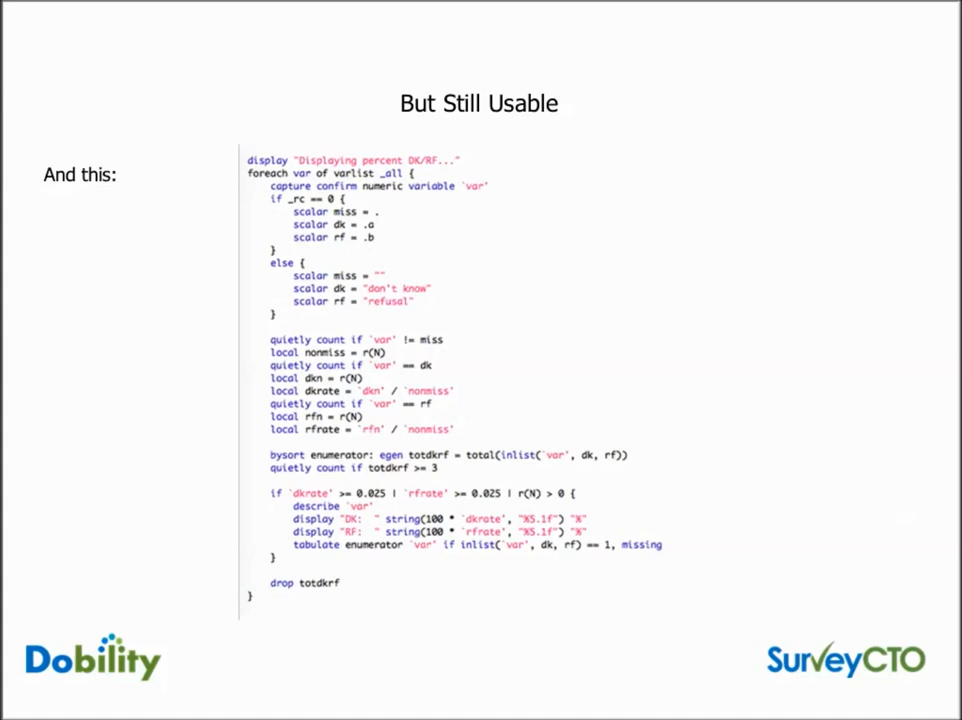 But Still Usable
And this:
display "Displaying percent DK/RF..."
foreach var of varlist _all {
    capture confirm numeric variable `var'
    if _rc == 0 {
        scalar miss = .
        scalar dk = .a
        scalar rf = .b
    }
    else {
        scalar miss = ""
        scalar dk = "don't know"
        scalar rf = "refusal"
    }
    quietly count if `var' != miss
    local nonmiss = r(N)
    quietly count if `var' == dk
    local dkn = r(N)
    local dkrate = `dkn' / `nonmiss'
    quietly count if `var' == rf
    local rfn = r(N)
    local rfrate = `rfn' / `nonmiss'
    bysort enumerator: egen totdkrf = total(inlist(`var', dk, rf))
    quietly count if totdkrf >= 3
    if `dkrate' >= 0.025 | `rfrate' >= 0.025 | r(N) > 0 {
        describe `var'
        display "DK:  " string(100 * `dkrate', "%5.1f") "%"
        display "RF:  " string(100 * `rfrate', "%5.1f") "%"
        tabulate enumerator `var' if inlist(`var', dk, rf) == 1, missing
    }
    drop totdkrf
}
Dobility
SurveyCTO